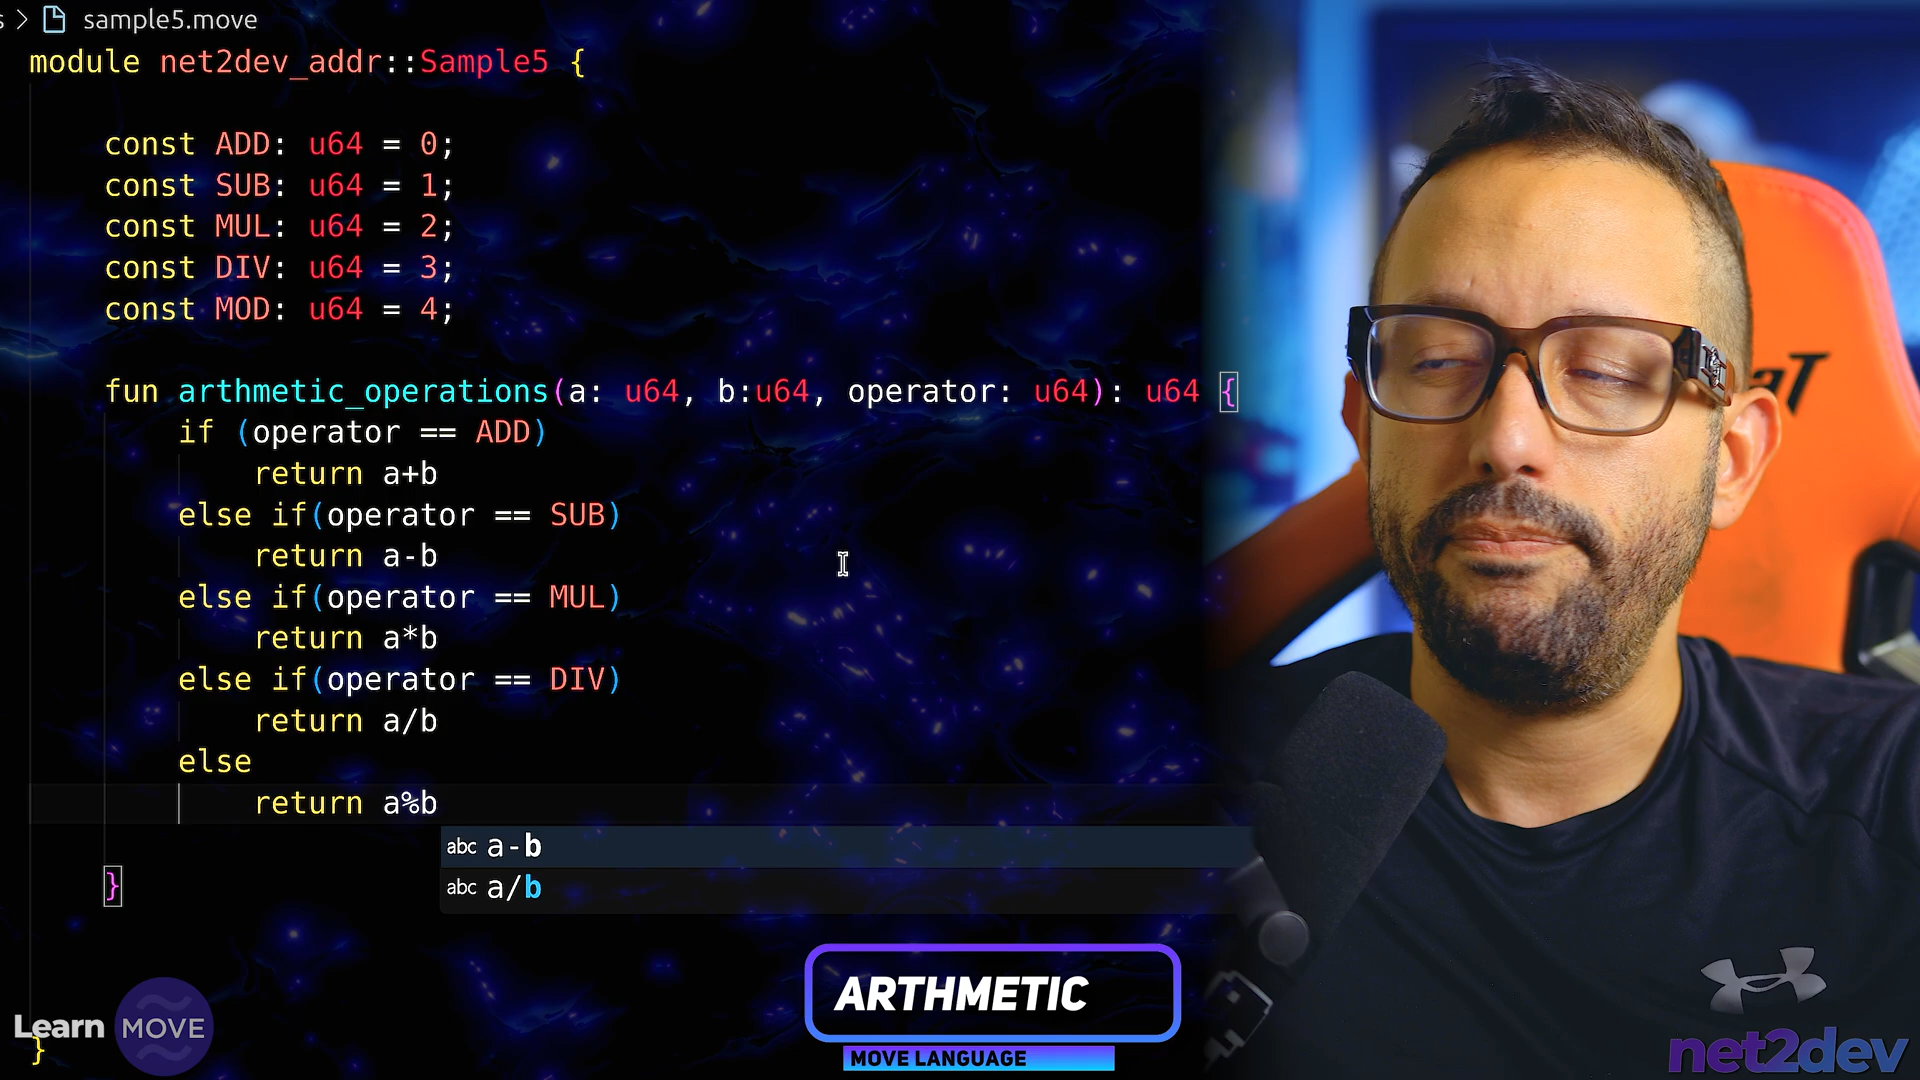 s > sample5.move
module net2dev_addr::Sample5 {
const ADD: u64 = 0;
const SUB: u64 = 1;
const MUL: u64 = 2;
const DIV: u64 = 3;
const MOD: u64 = 4;
fun arthmetic_operations(a: u64, b:u64, operator: u64): u64 {
if (operator == ADD)
return a+b
else if(operator == SUB)
return a-b
else if(operator == MUL)
return a*b
else if(operator == DIV)
return a/b
else
return a%b
abc a-b
abc a/b
}
ARTHMETIC
MOVE LANGUAGE
Learn MOVE
}
net2dev